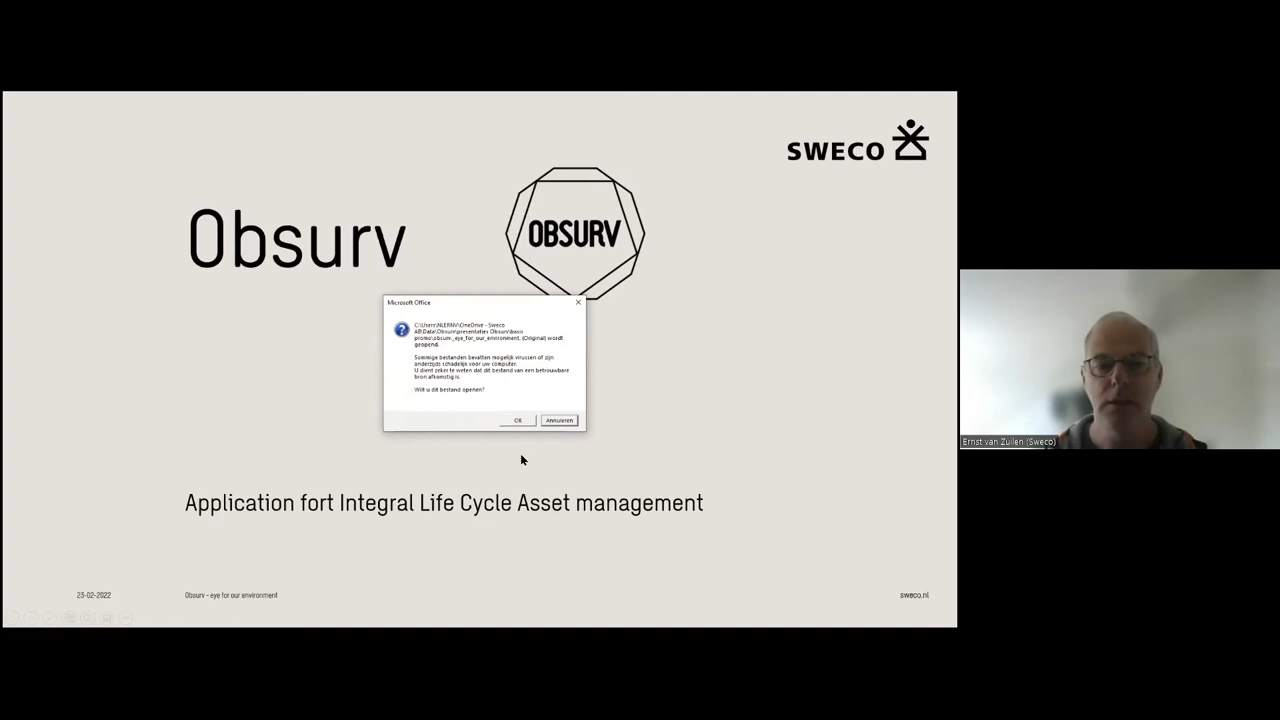 SWECO
Obsurv
OBSURV
Microsoft Office
C:\Users\NLERNV\OneDrive - Sweco
AB\Data\Obsurv\presentaties Obsurv\basis
promo\obsurv_eye_for_our_environment. (Original) wordt
geopend.
Sommige bestanden bevatten mogelijk virussen of zijn
anderzijds schadelijk voor uw computer.
U dient zeker te weten dat dit bestand van een betrouwbare
bron afkomstig is.
Wilt u dit bestand openen?
OK
Annuleren
Ernst van Zuilen (Sweco)
Application fort Integral Life Cycle Asset management
23-02-2022
Obsurv - eye for our environment
sweco.nl